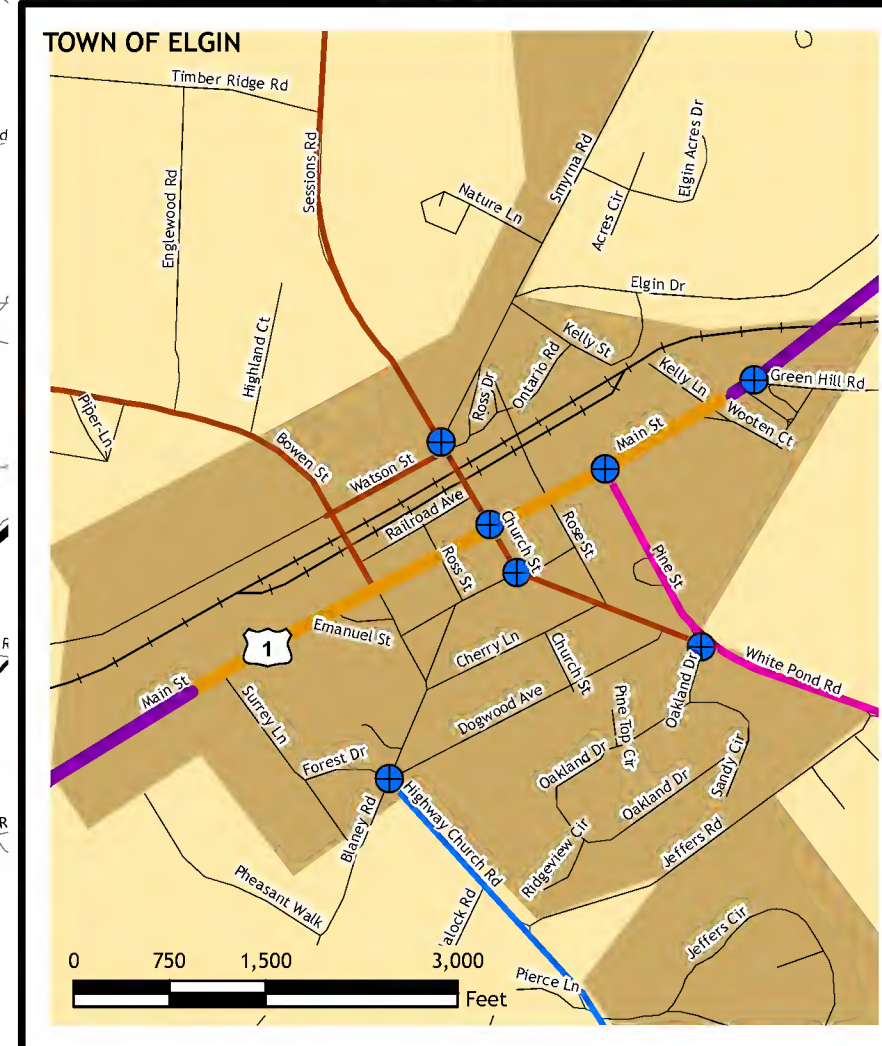 TOWN OF ELGIN
Timber Ridge Rd
Sessions Rd
Englewood Rd
Highland Ct
Piper Ln
Bowen St
Watson St
Nature Ln
Smyrna Rd
Acres Cir
Elgin Acres Dr
Elgin Dr
Kelly St
Ontario Rd
Ross Dr
Kelly Ln
Green Hill Rd
Wooten Ct
Main St
Railroad Ave
Church St
Rose St
Ross St
Pine St
Emanuel St
1
Main St
Cherry Ln
Church St
Dogwood Ave
Surrey Ln
Forest Dr
Oakland Dr
White Pond Rd
Pine Top Cir
Oakland Dr
Oakland Dr
Sandy Cir
Blaney Rd
Highway Church Rd
Ridgeview Cir
Jeffers Rd
Pheasant Walk
alock Rd
Jeffers Cir
Pierce Ln
0 750 1,500 3,000
Feet
d
R
R